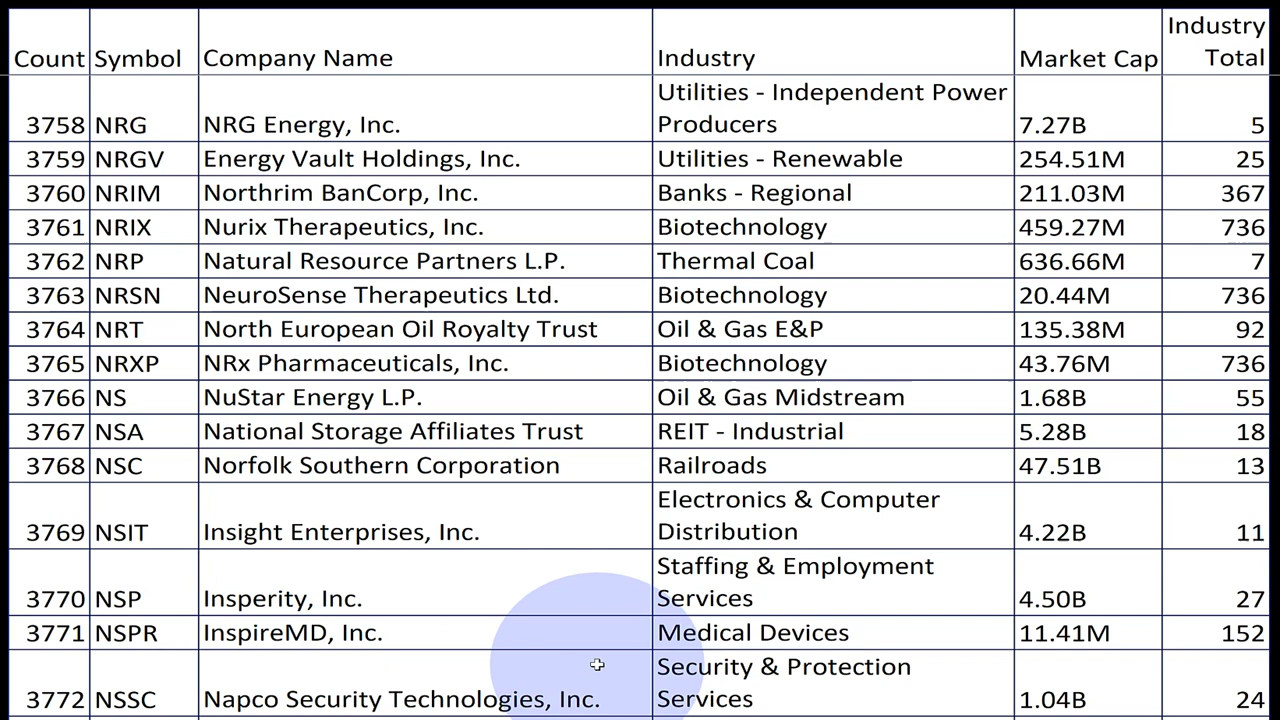 Count Symbol Company Name Industry Market Cap Industry Total
3758 NRG NRG Energy, Inc. Utilities - Independent Power Producers 7.27B 5
3759 NRGV Energy Vault Holdings, Inc. Utilities - Renewable 254.51M 25
3760 NRIM Northrim BanCorp, Inc. Banks - Regional 211.03M 367
3761 NRIX Nurix Therapeutics, Inc. Biotechnology 459.27M 736
3762 NRP Natural Resource Partners L.P. Thermal Coal 636.66M 7
3763 NRSN NeuroSense Therapeutics Ltd. Biotechnology 20.44M 736
3764 NRT North European Oil Royalty Trust Oil & Gas E&P 135.38M 92
3765 NRXP NRx Pharmaceuticals, Inc. Biotechnology 43.76M 736
3766 NS NuStar Energy L.P. Oil & Gas Midstream 1.68B 55
3767 NSA National Storage Affiliates Trust REIT - Industrial 5.28B 18
3768 NSC Norfolk Southern Corporation Railroads 47.51B 13
3769 NSIT Insight Enterprises, Inc. Electronics & Computer Distribution 4.22B 11
3770 NSP Insperity, Inc. Staffing & Employment Services 4.50B 27
3771 NSPR InspireMD, Inc. Medical Devices 11.41M 152
3772 NSSC Napco Security Technologies, Inc. Security & Protection Services 1.04B 24